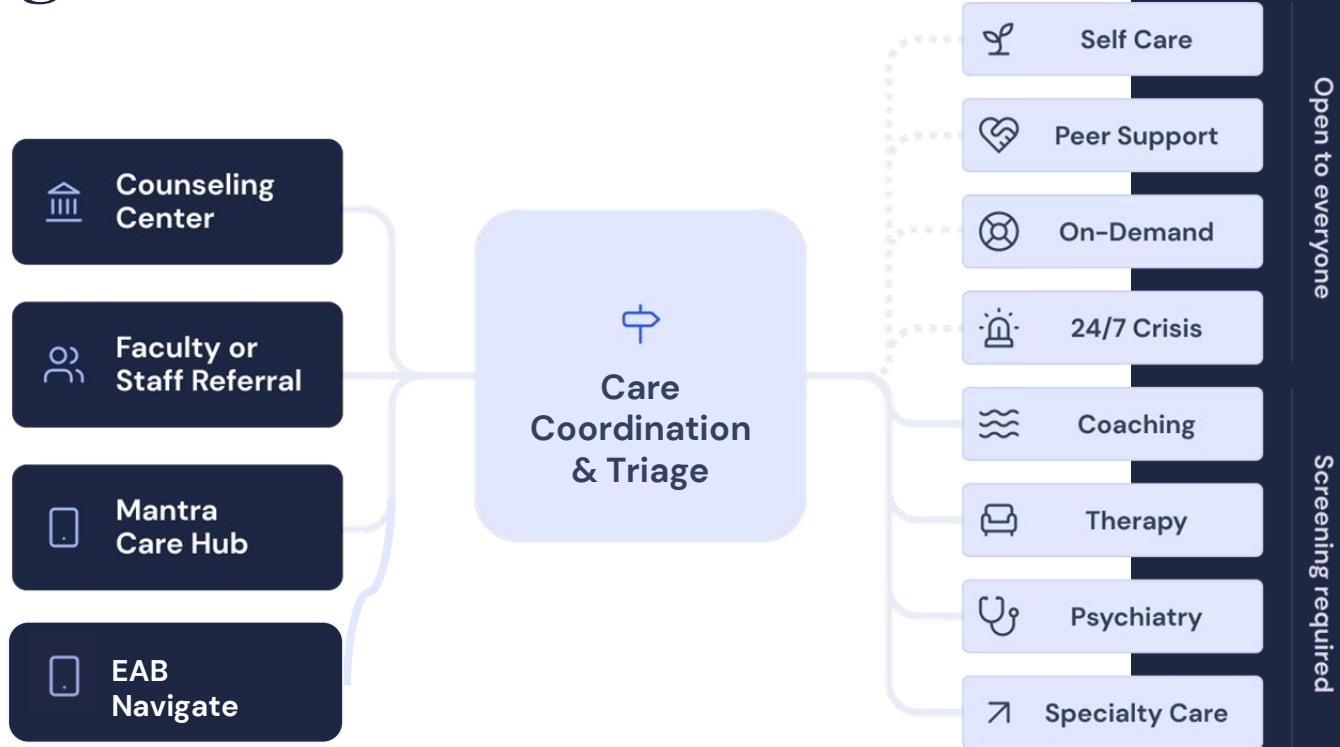 Counseling
Center
Faculty or
Staff Referral
Mantra
Care Hub
EAB
Navigate
Care
Coordination
& Triage
Self Care
Peer Support
On-Demand
24/7 Crisis
Coaching
Therapy
Psychiatry
Specialty Care
Open to everyone
Screening required